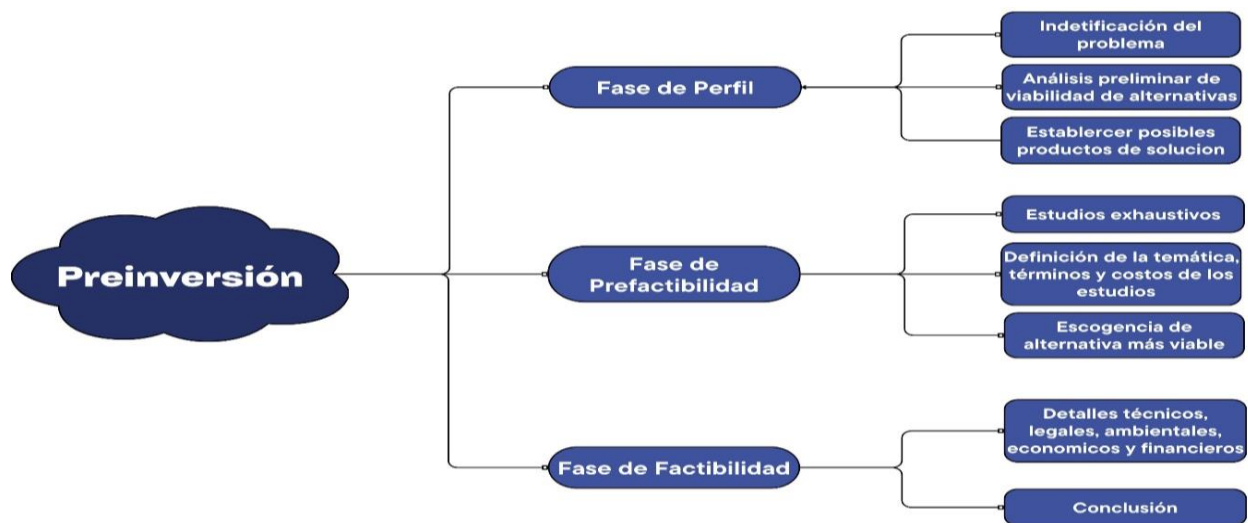 Preinversión
Fase de Perfil
Indetificación del
problema
Análisis preliminar de
viabilidad de alternativas
Establercer posibles
productos de solucion
Fase de
Prefactibilidad
Estudios exhaustivos
Definición de la temática,
términos y costos de los
estudios
Escogencia de
alternativa más viable
Fase de Factibilidad
Detalles técnicos,
legales, ambientales,
economicos y financieros
Conclusión